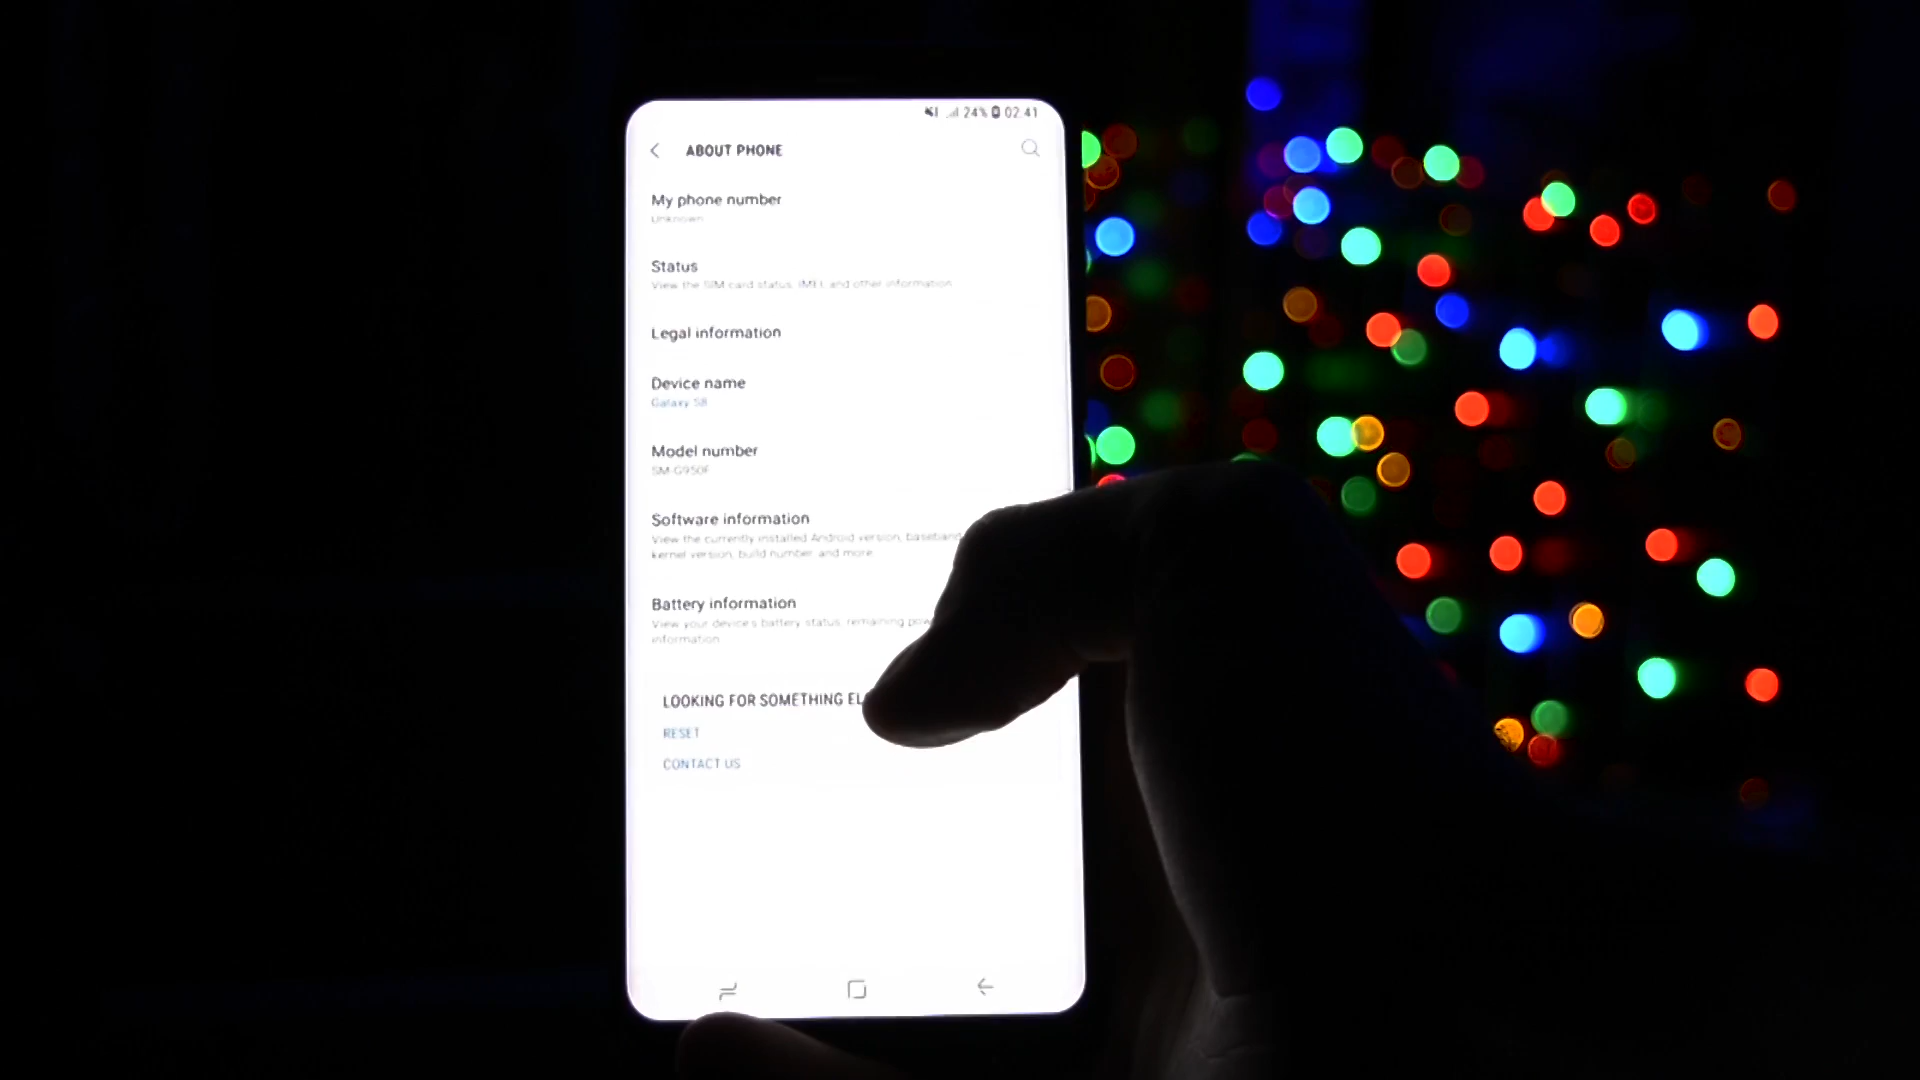 24% 02:41
ABOUT PHONE
My phone number
Unknown
Status
View the SIM card status, IMEI, and other information
Legal information
Device name
Galaxy S8
Model number
SM-G950F
Software information
View the currently installed Android version, baseband
kernel version, build number, and more.
Battery information
View your device's battery status, remaining
information.
LOOKING FOR SOMETHING
RESET
CONTACT US